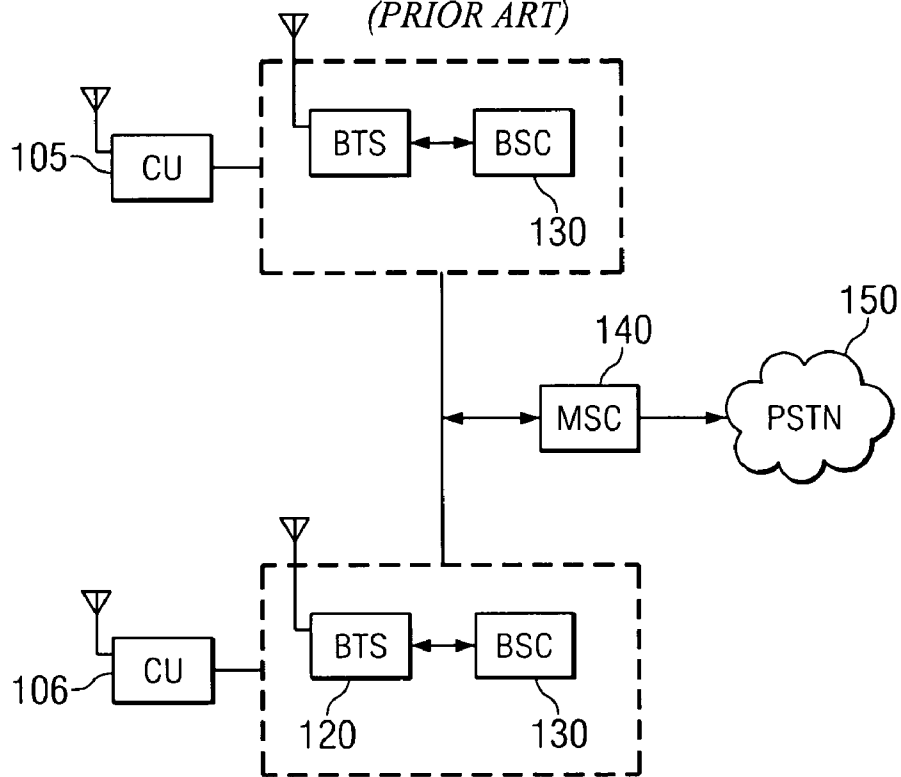 (PRIOR ART)
BTS
BSC
105
CU
130
140
150
MSC
PSTN
BTS
BSC
106
CU
120
130